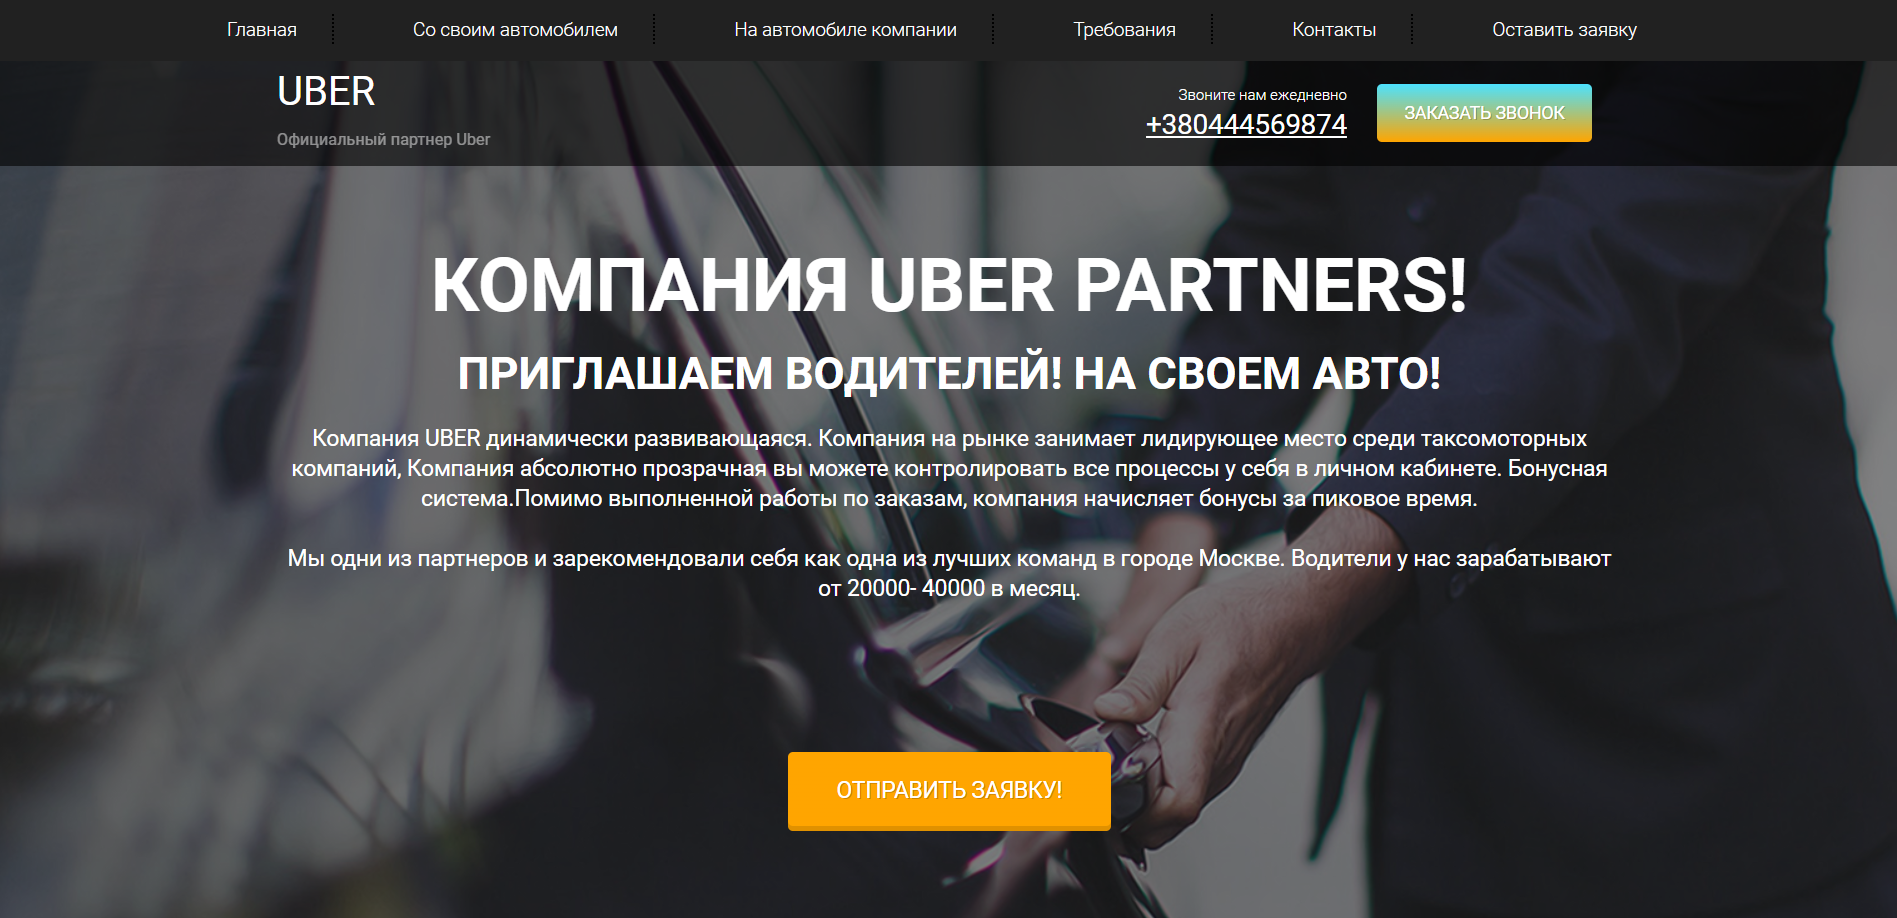 Главная
Со своим автомобилем
На автомобиле компании
Требования
Контакты
Оставить заявку
UBER
Официальный партнер Uber
Звоните нам ежедневно
+380444569874
ЗАКАЗАТЬ ЗВОНОК
КОМПАНИЯ UBER PARTNERS!
ПРИГЛАШАЕМ ВОДИТЕЛЕЙ! НА СВОЕМ АВТО!
Компания UBER динамически развивающаяся. Компания на рынке занимает лидирующее место среди таксомоторных
компаний, Компания абсолютно прозрачная вы можете контролировать все процессы у себя в личном кабинете. Бонусная
система.Помимо выполненной работы по заказам, компания начисляет бонусы за пиковое время.
Мы одни из партнеров и зарекомендовали себя как одна из лучших команд в городе Москве. Водители у нас зарабатывают
от 20000- 40000 в месяц.
ОТПРАВИТЬ ЗАЯВКУ!